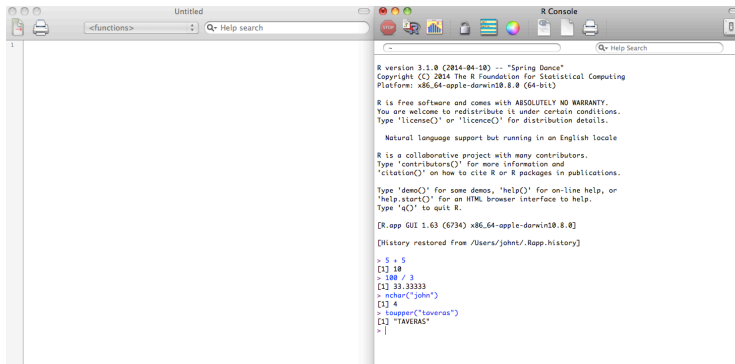 Untitled
<functions>
Help search
1
R Console
STOP
~
Help Search
R version 3.1.0 (2014-04-10) -- "Spring Dance"
Copyright (C) 2014 The R Foundation for Statistical Computing
Platform: x86_64-apple-darwin10.8.0 (64-bit)
R is free software and comes with ABSOLUTELY NO WARRANTY.
You are welcome to redistribute it under certain conditions.
Type 'license()' or 'licence()' for distribution details.
Natural language support but running in an English locale
R is a collaborative project with many contributors.
Type 'contributors()' for more information and
'citation()' on how to cite R or R packages in publications.
Type 'demo()' for some demos, 'help()' for on-line help, or
'help.start()' for an HTML browser interface to help.
Type 'q()' to quit R.
[R.app GUI 1.63 (6734) x86_64-apple-darwin10.8.0]
[History restored from /Users/johnt/.Rapp.history]
> 5 + 5
[1] 10
> 100 / 3
[1] 33.33333
> nchar("john")
[1] 4
> toupper("taveras")
[1] "TAVERAS"
>